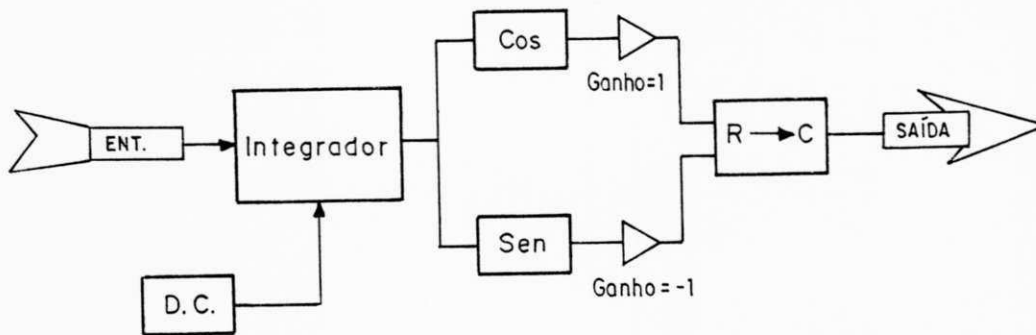 Cos
Ganho=1
ENT.
Integrador
R → C
SAÍDA
Sen
Ganho = -1
D. C.